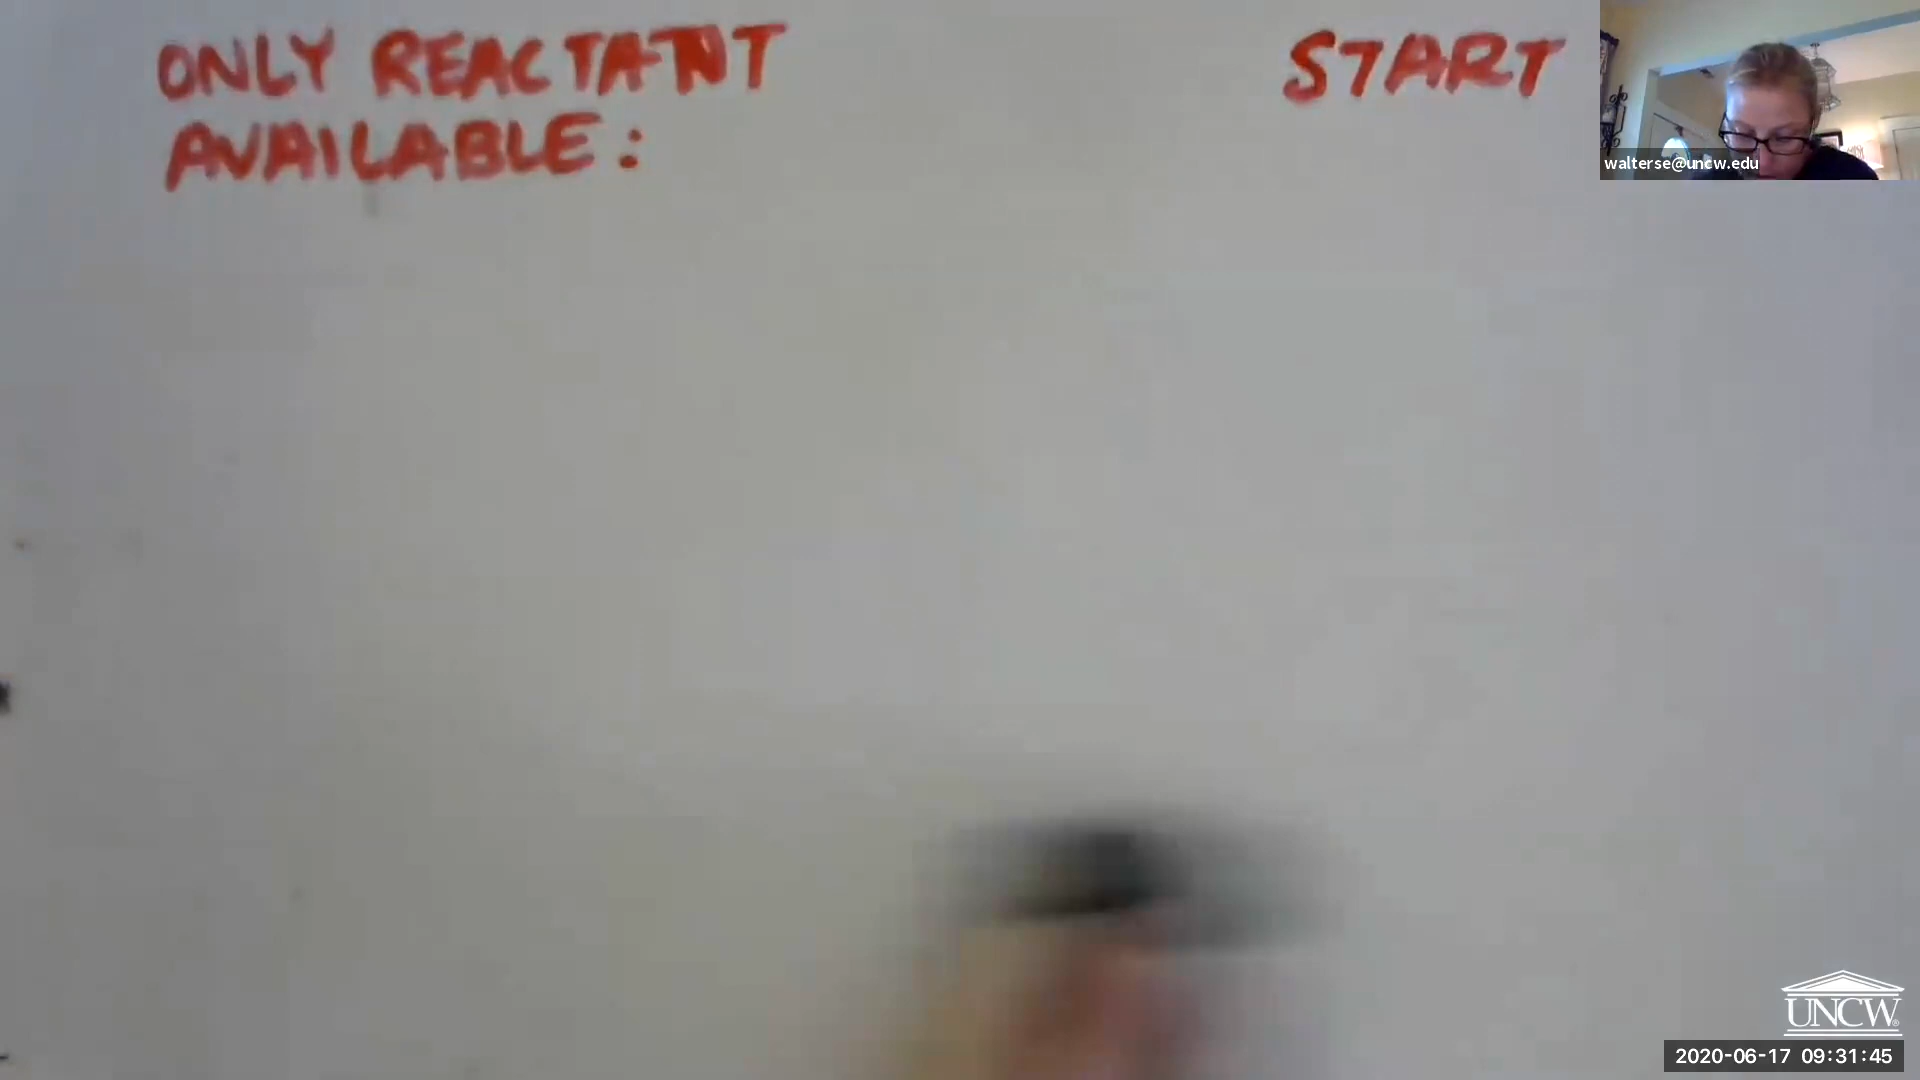 ONLY REACTANT
AVAILABLE:
START
walterse@uncw.edu
UNCW
2020-06-17 09:31:45